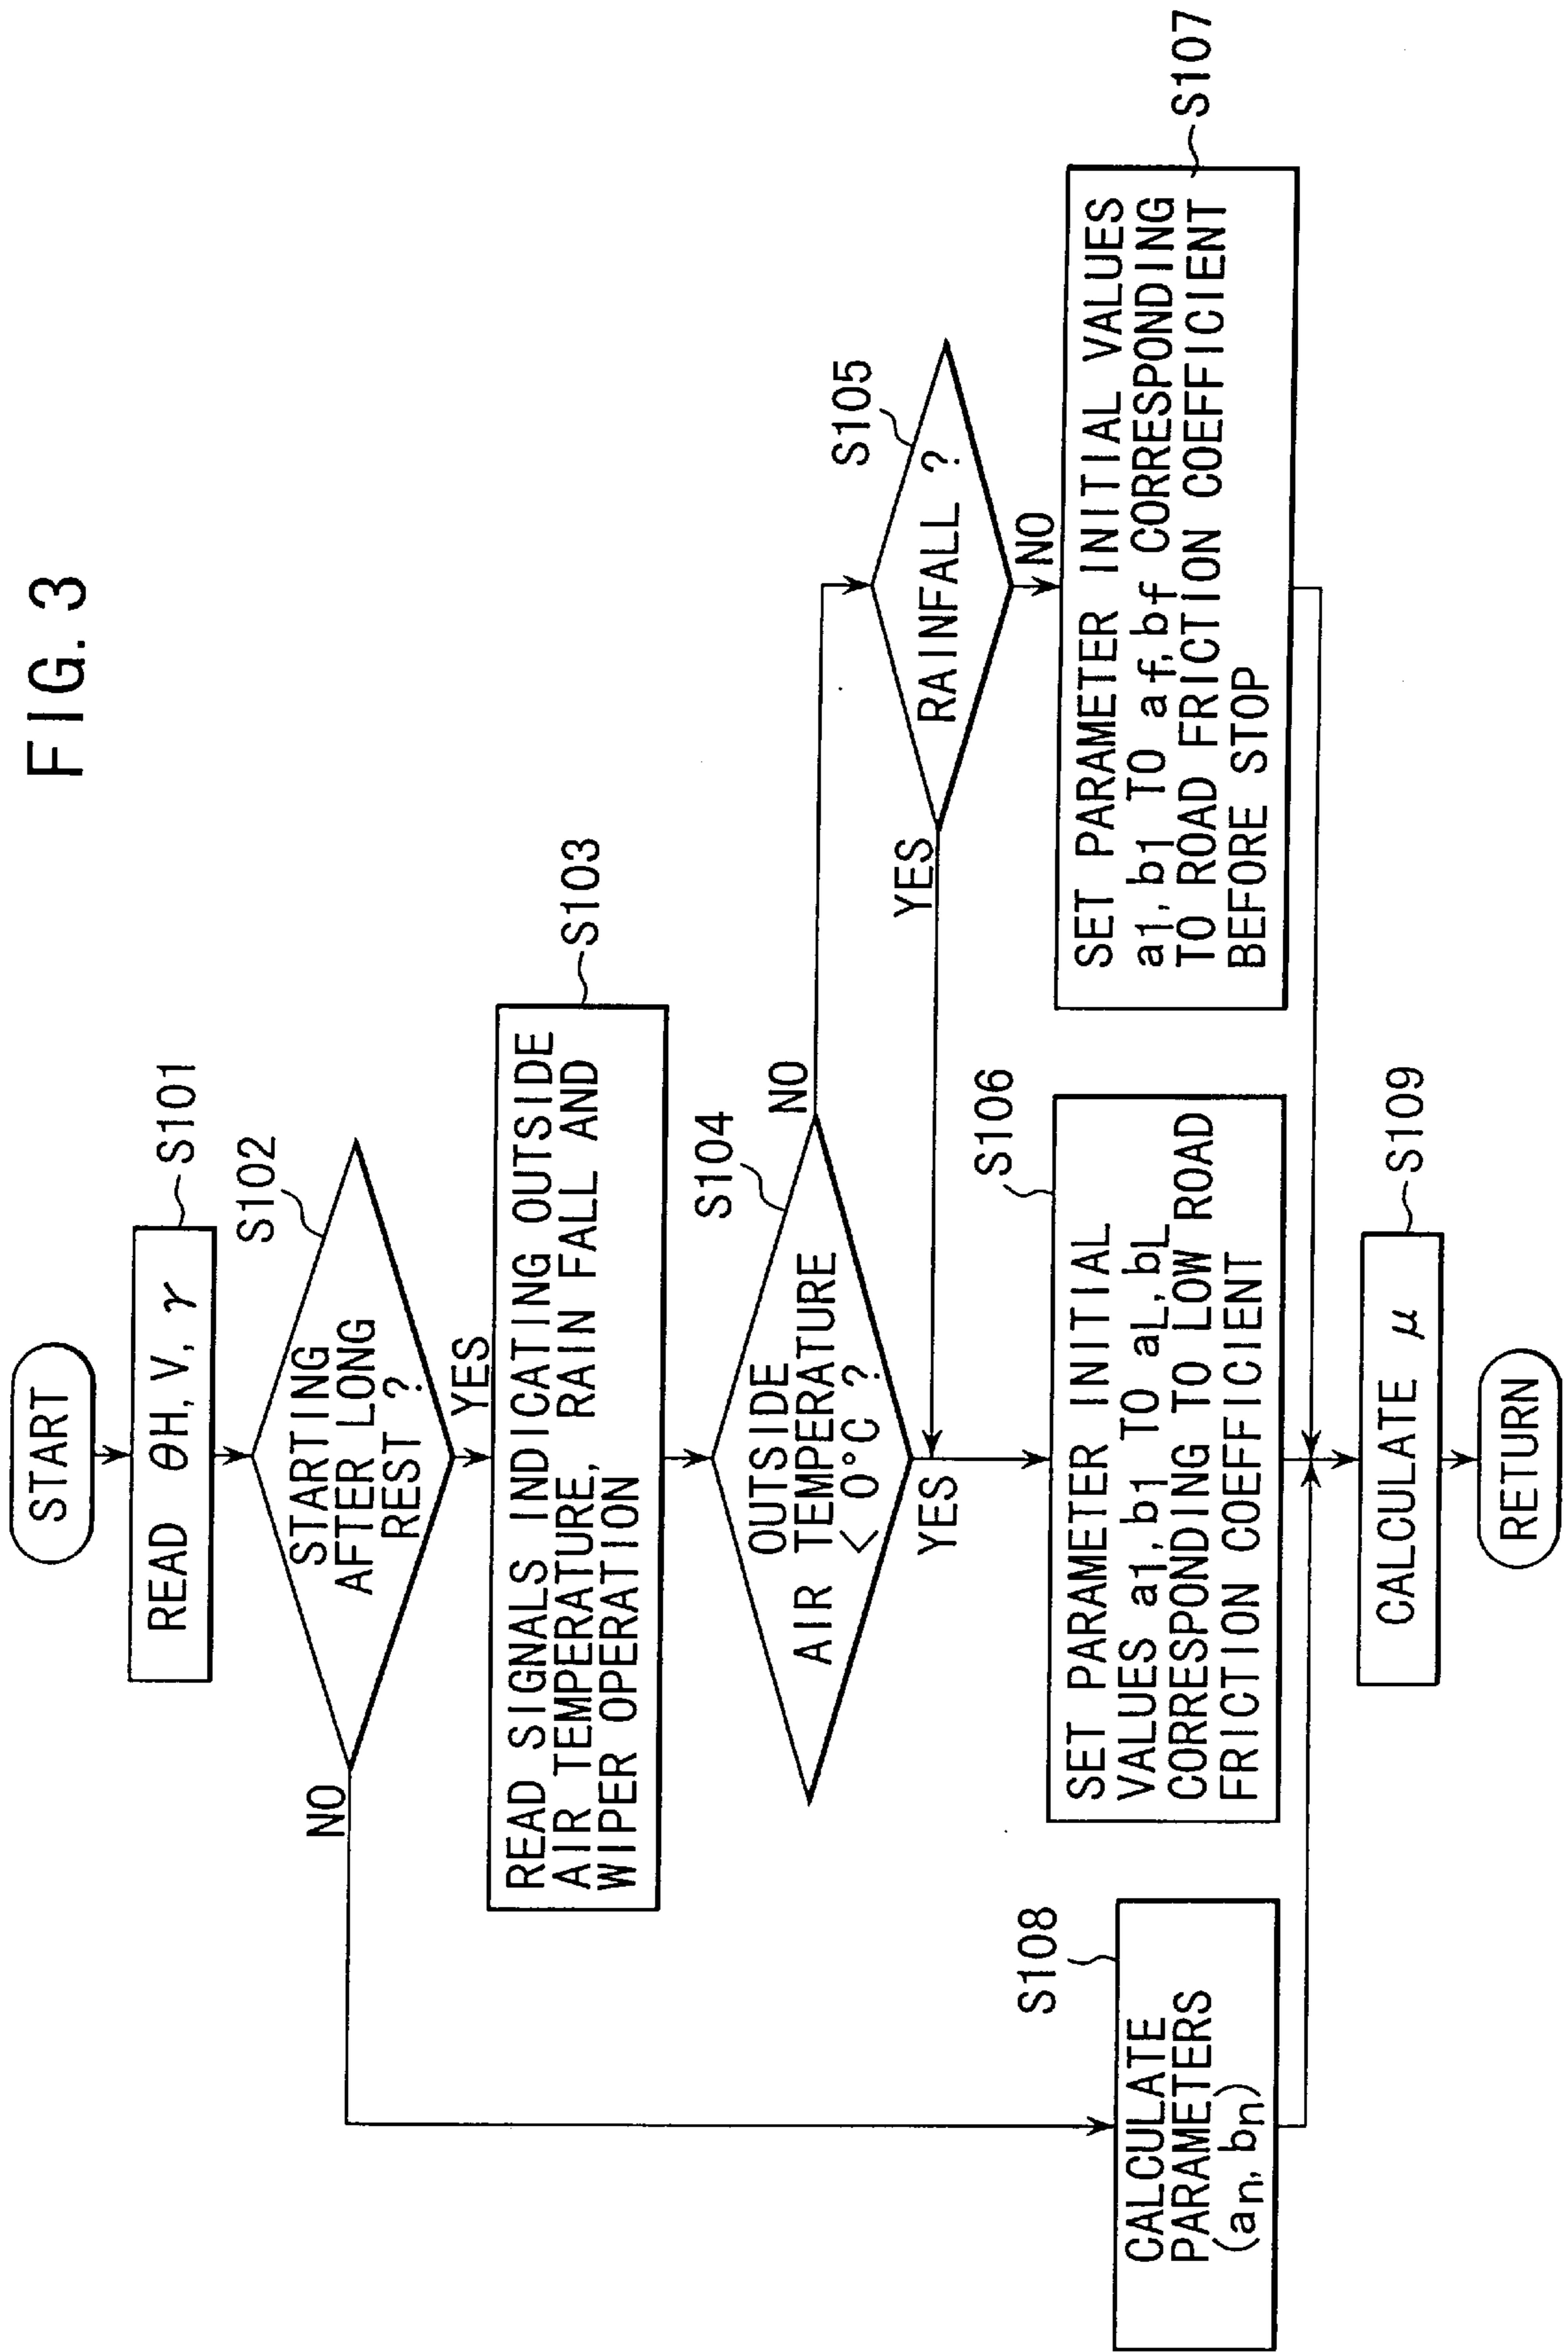 FIG. 3
START
READ θH, V, γ
S101
STARTING
AFTER LONG
REST ?
S102
NO
YES
READ SIGNALS INDICATING OUTSIDE
AIR TEMPERATURE, RAIN FALL AND
WIPER OPERATION
S103
OUTSIDE
AIR TEMPERATURE
< 0°C ?
S104
NO
YES
RAINFALL ?
S105
YES
NO
CALCULATE
PARAMETERS
(an, bn)
S108
SET PARAMETER INITIAL
VALUES a1, b1 TO aL, bL
CORRESPONDING TO LOW ROAD
FRICTION COEFFICIENT
S106
SET PARAMETER INITIAL VALUES
a1, b1 TO af, bf CORRESPONDING
TO ROAD FRICTION COEFFICIENT
BEFORE STOP
S107
CALCULATE μ
S109
RETURN